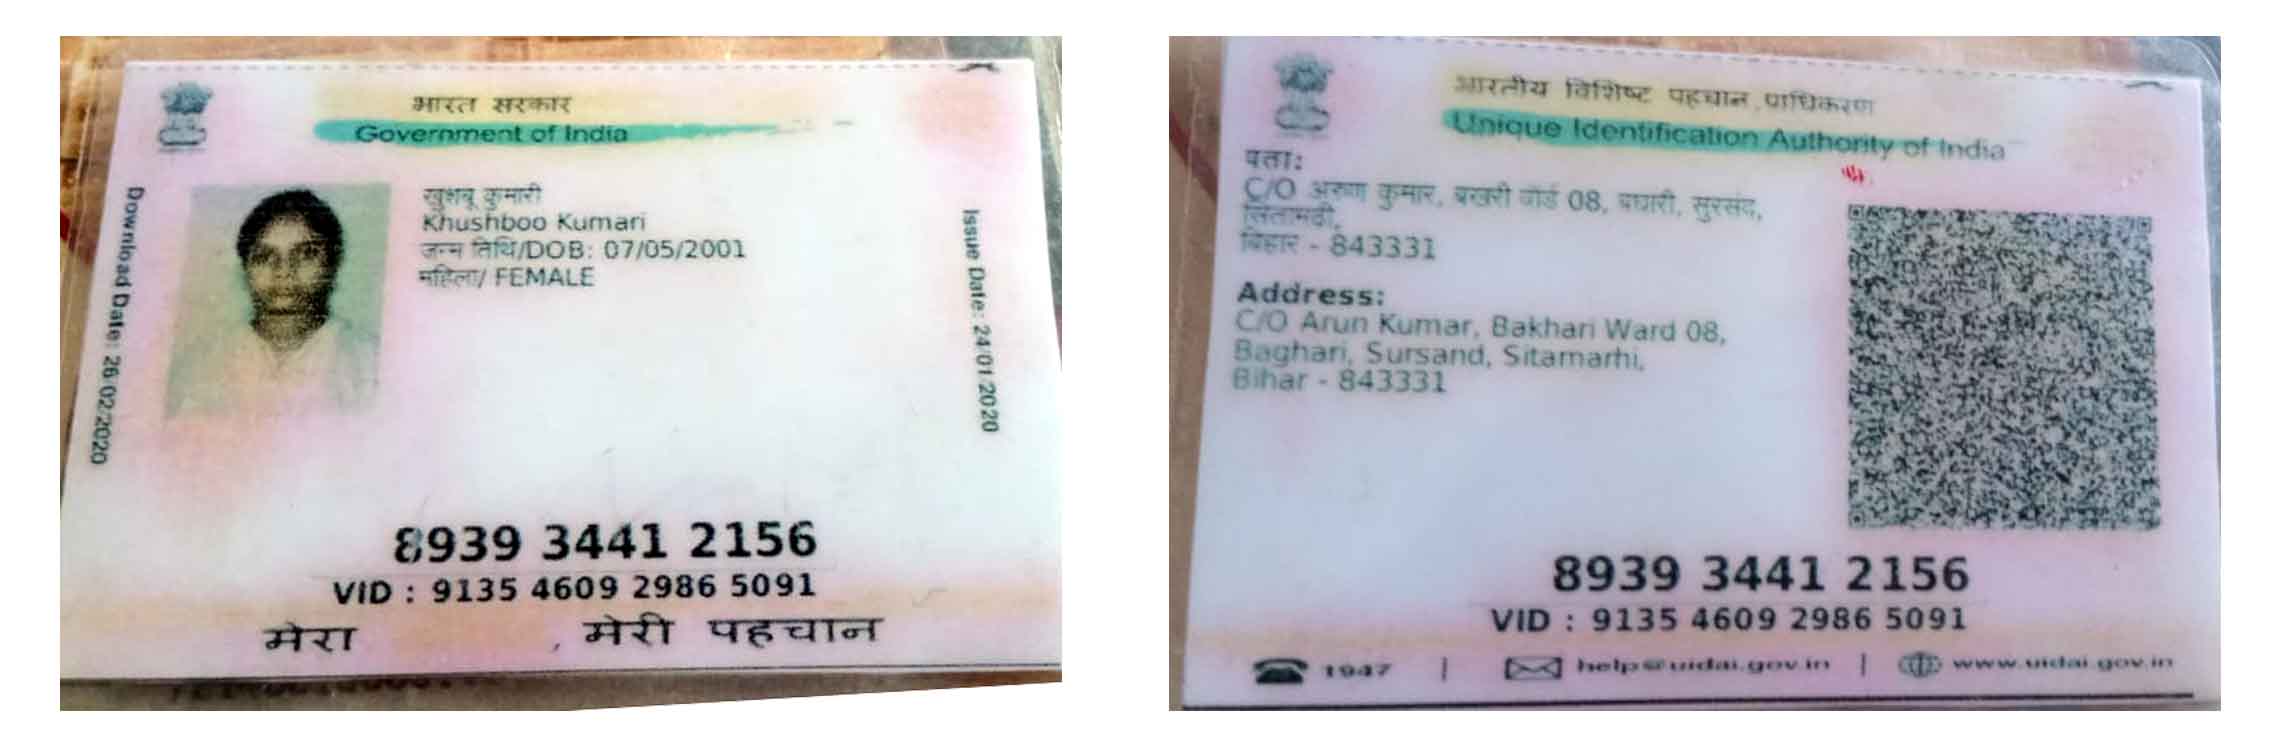 भारत सरकार
Government of India
खुशबू कुमारी
Khushboo Kumari
जन्म तिथि/DOB: 07/05/2001
महिला/ FEMALE
Download Date: 26/02/2020
Issue Date: 24/01/2020
8939 3441 2156
VID : 9135 4609 2986 5091
मेरा , मेरी पहचान
भारतीय विशिष्ट पहचान प्राधिकरण
Unique Identification Authority of India
पता:
C/O अरुण कुमार, बखरी वॉर्ड 08, बघारी, सुरसंद,
सितामढी,
बिहार - 843331
Address:
C/O Arun Kumar, Bakhari Ward 08,
Baghari, Sursand, Sitamarhi,
Bihar - 843331
8939 3441 2156
VID : 9135 4609 2986 5091
1947 | help@uidai.gov.in | www.uidai.gov.in